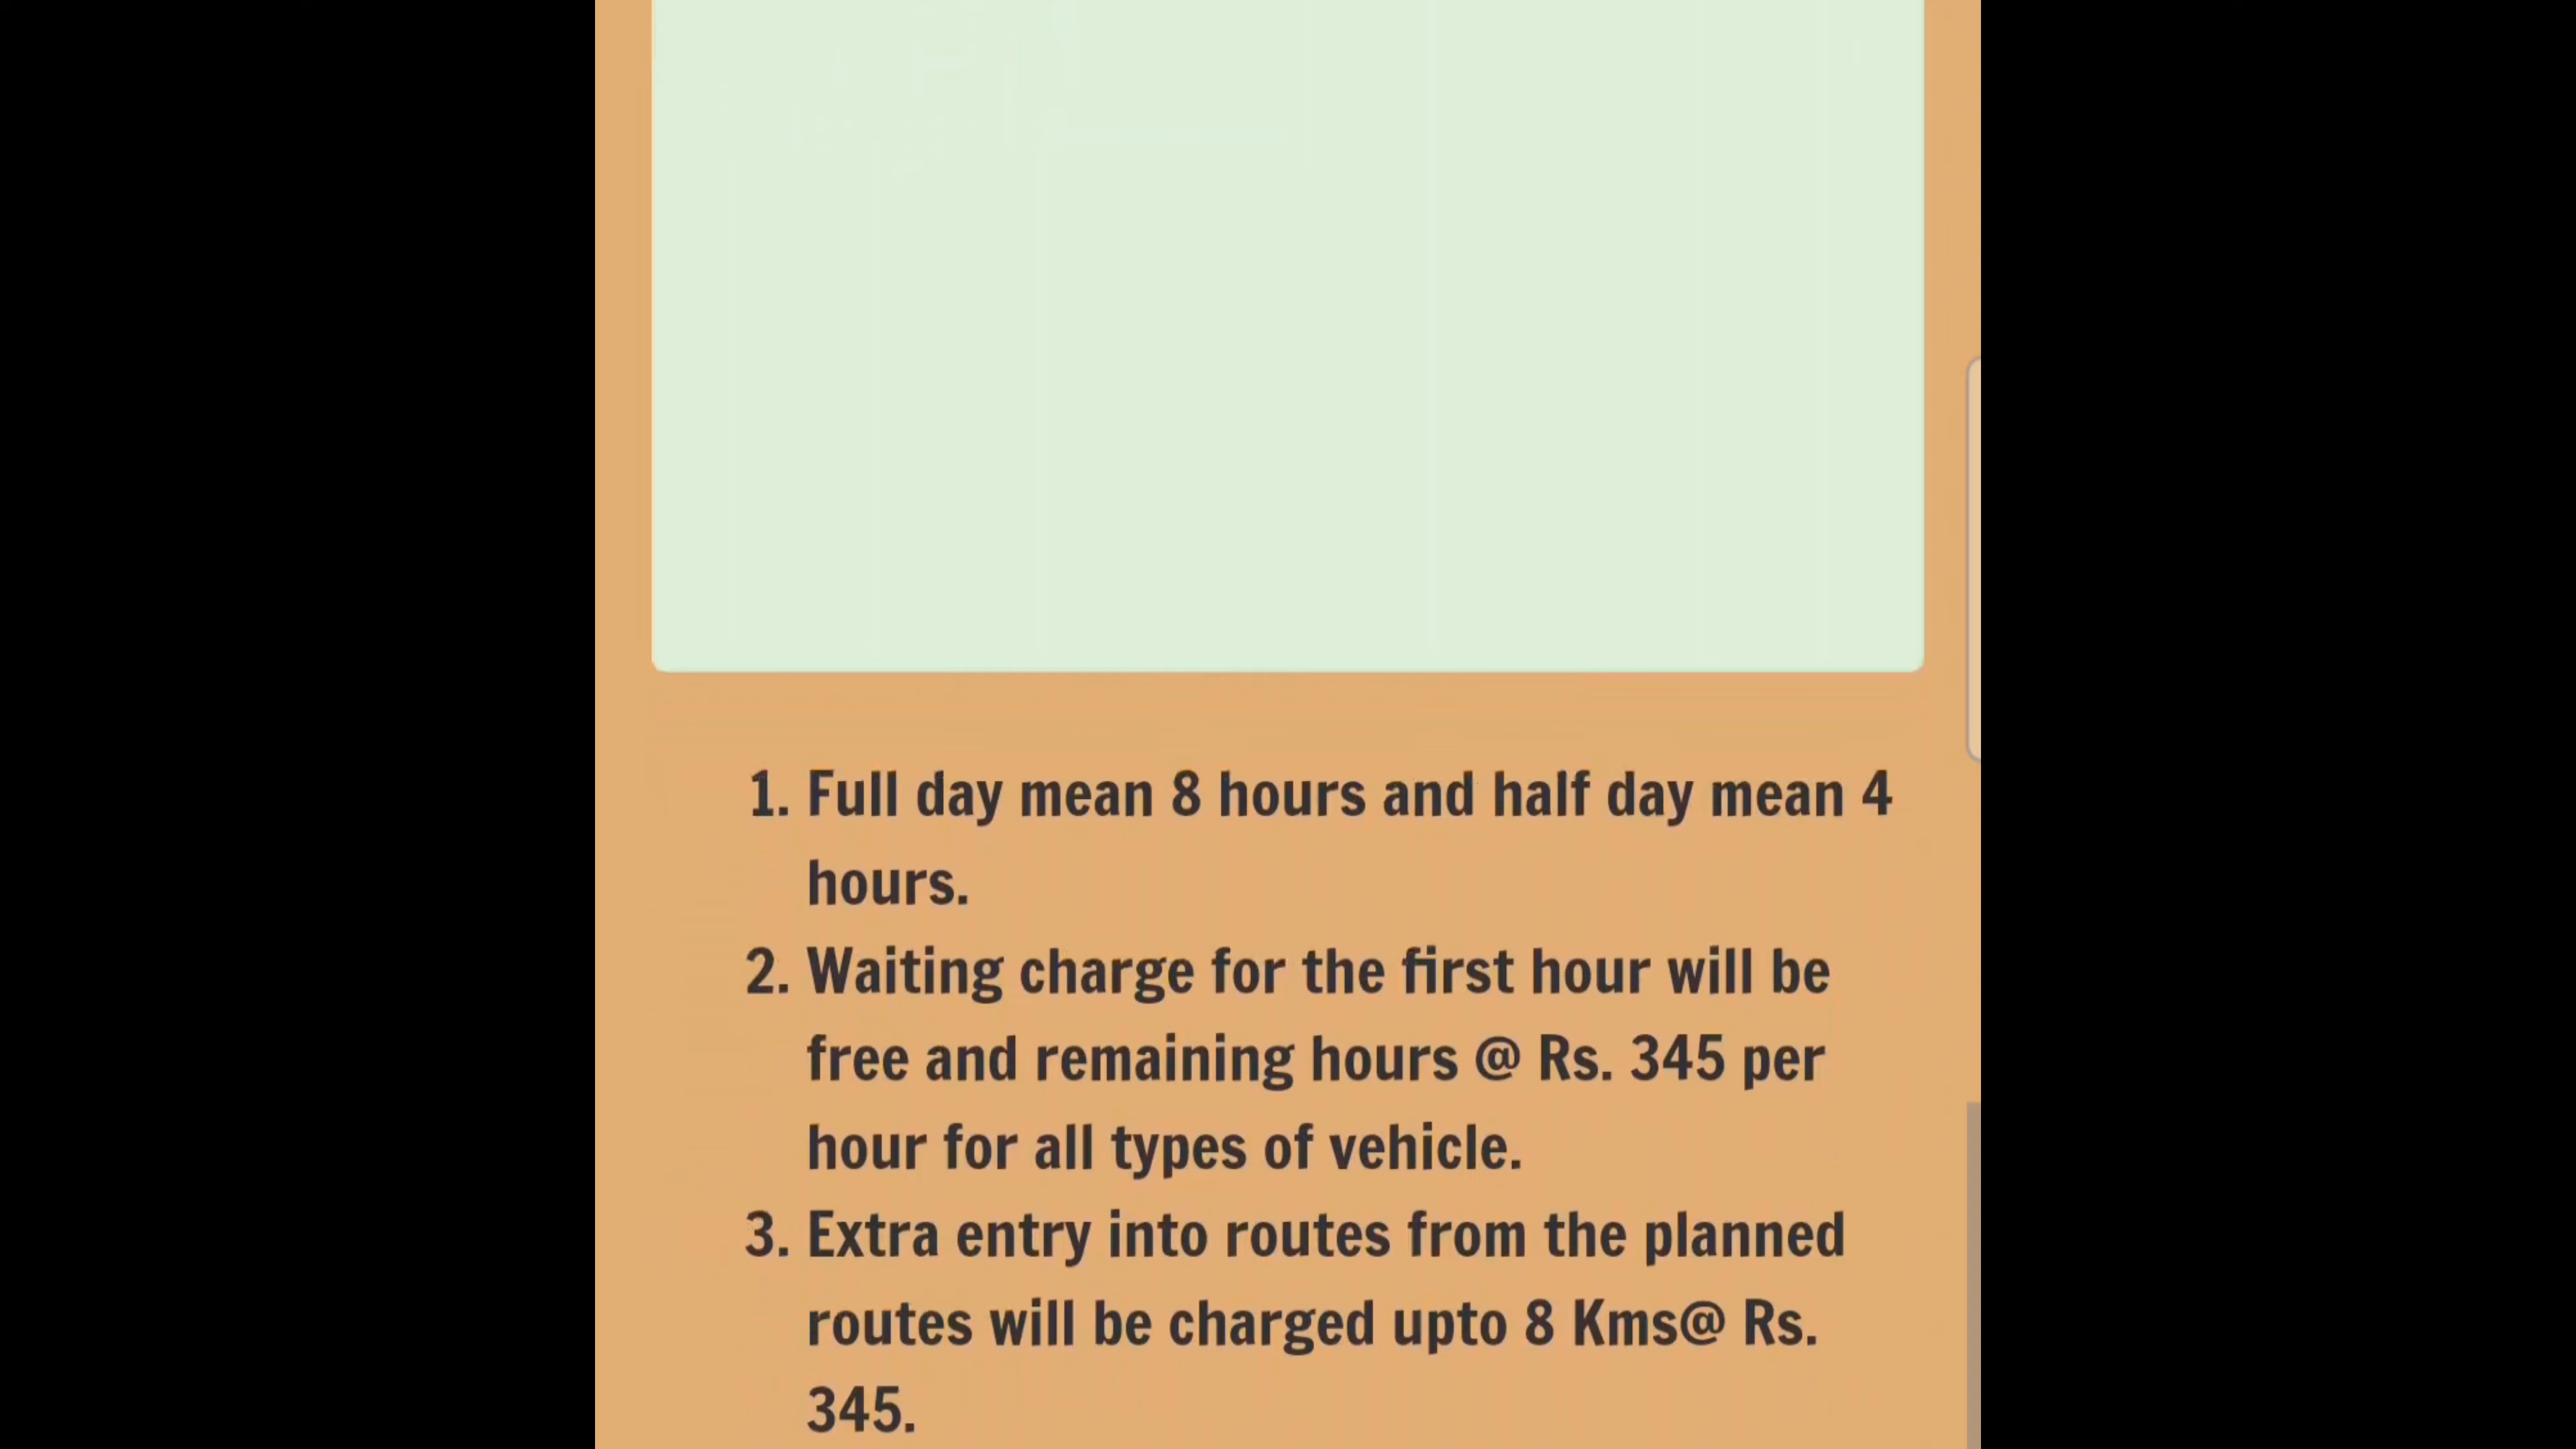 1. Full day mean 8 hours and half day mean 4
hours.
2. Waiting charge for the first hour will be
free and remaining hours @ Rs. 345 per
hour for all types of vehicle.
3. Extra entry into routes from the planned
routes will be charged upto 8 Kms@ Rs.
345.